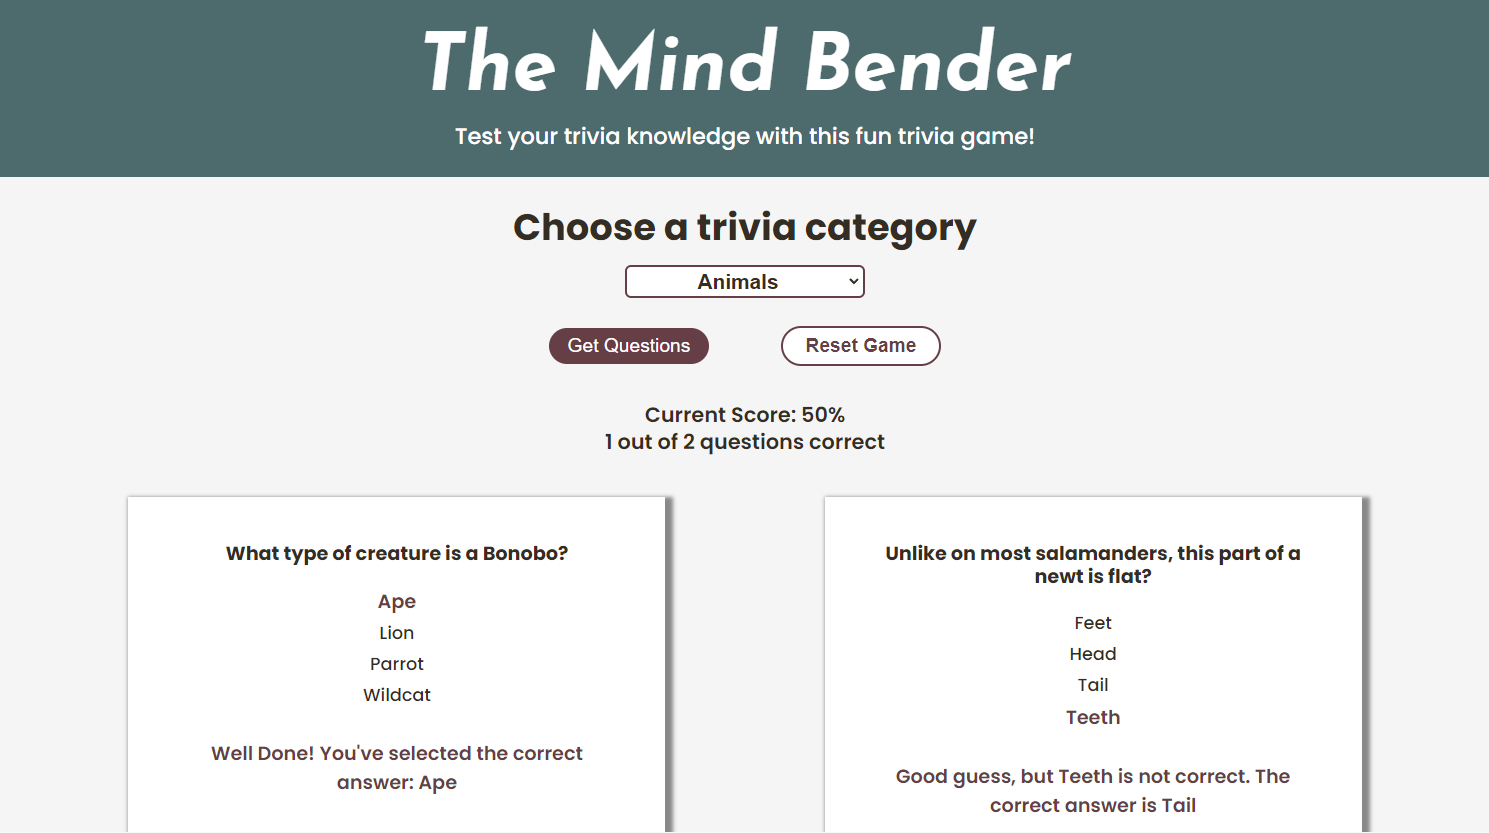 The Mind Bender
Test your trivia knowledge with this fun trivia game!
Choose a trivia category
Animals
Get Questions
Reset Game
Current Score: 50%
1 out of 2 questions correct
What type of creature is a Bonobo?
Ape
Lion
Parrot
Wildcat
Well Done! You've selected the correct
answer: Ape
Unlike on most salamanders, this part of a
newt is flat?
Feet
Head
Tail
Teeth
Good guess, but Teeth is not correct. The
correct answer is Tail